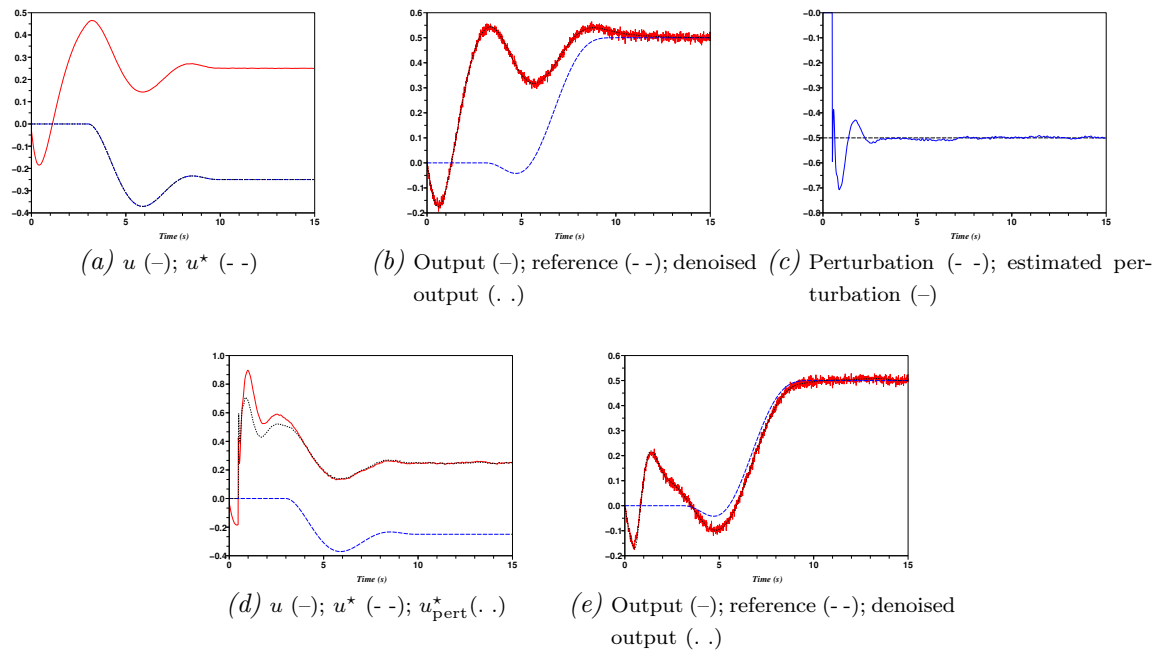 0.5
0.4
0.3
0.2
0.1
0.0
−0.1
−0.2
−0.3
−0.4
0 5 10 15
Time (s)
(a) u (–); u⋆ (- -)
0.6
0.5
0.4
0.3
0.2
0.1
0.0
−0.1
−0.2
0 5 10 15
Time (s)
(b) Output (–); reference (- -); denoised
output (. .)
−0.0
−0.1
−0.2
−0.3
−0.4
−0.5
−0.6
−0.7
−0.8
0 5 10 15
Time (s)
(c) Perturbation (- -); estimated per-
turbation (–)
1.0
0.8
0.6
0.4
0.2
0.0
−0.2
−0.4
0 5 10 15
Time (s)
(d) u (–); u⋆ (- -); u⋆pert(. .)
0.6
0.5
0.4
0.3
0.2
0.1
0.0
−0.1
−0.2
0 5 10 15
Time (s)
(e) Output (–); reference (- -); denoised
output (. .)